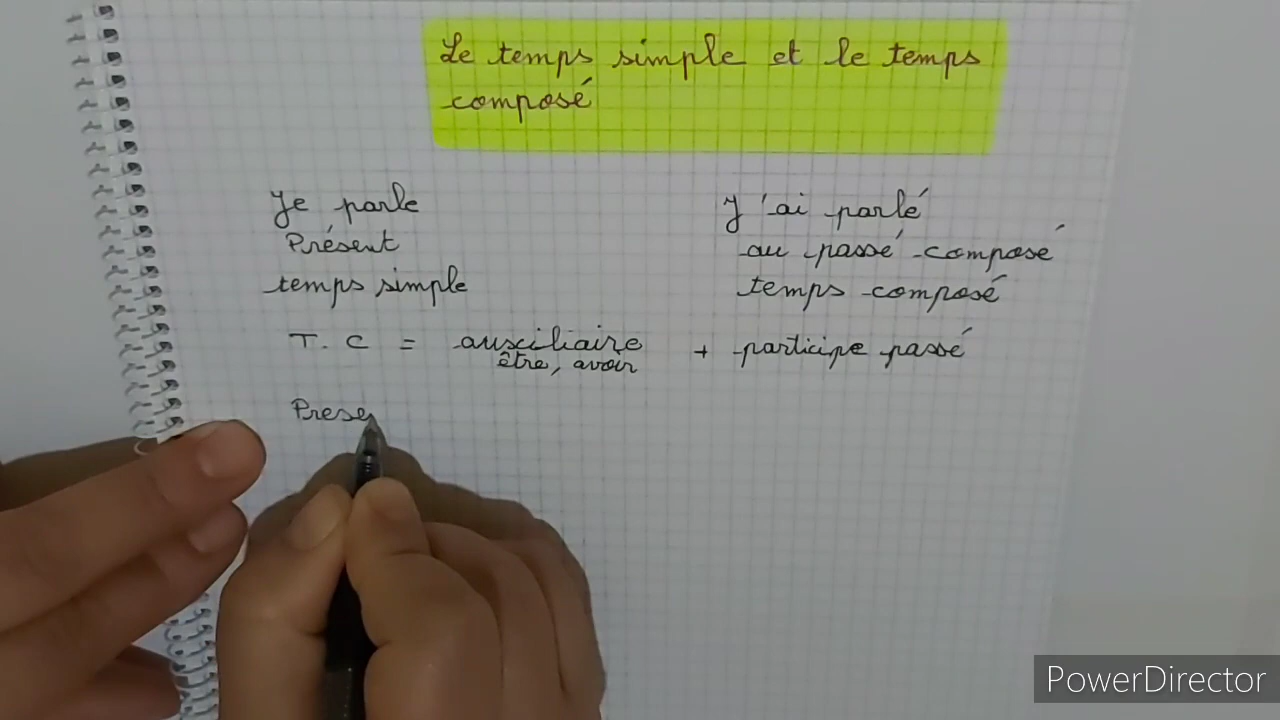 Le temps simple et le temps
composé
Je parle
J'ai parlé
Présent
au passé composé
temps simple
temps composé
T.C = auxiliaire + participe passé
être, avoir
Prese
PowerDirector